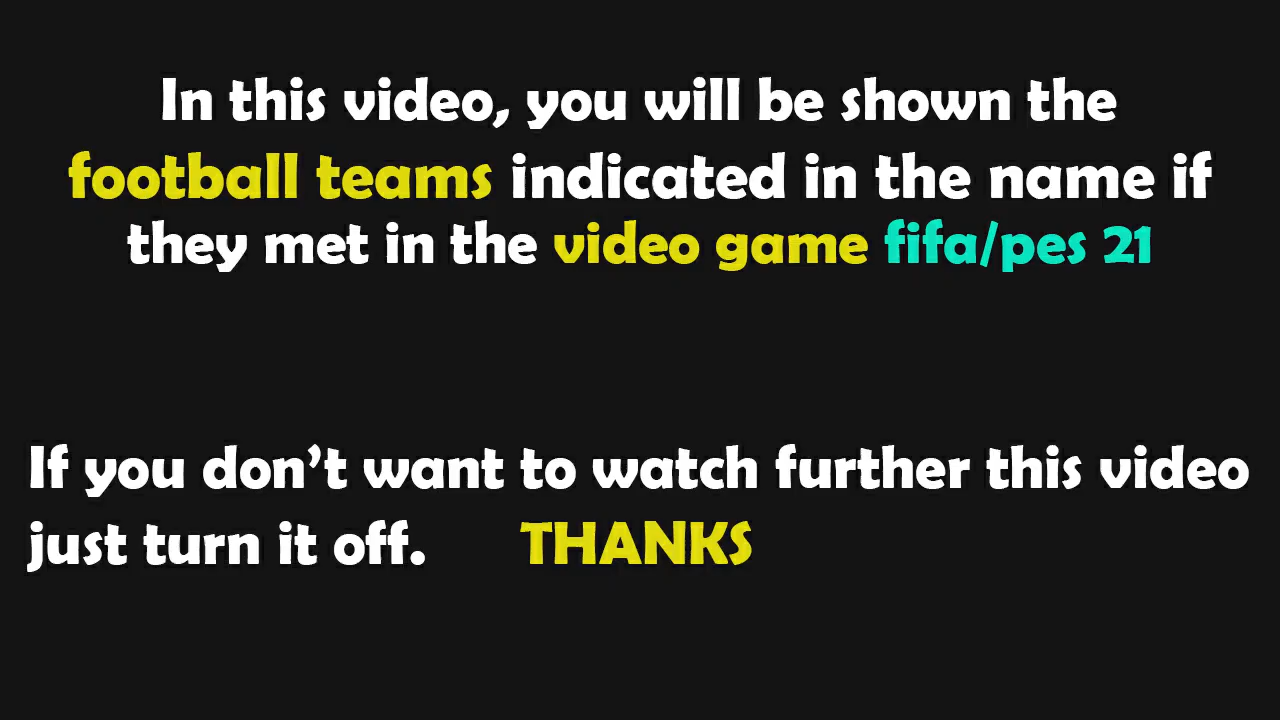 In this video, you will be shown the
football teams indicated in the name if
they met in the video game fifa/pes 21
If you don't want to watch further this video
just turn it off. THANKS